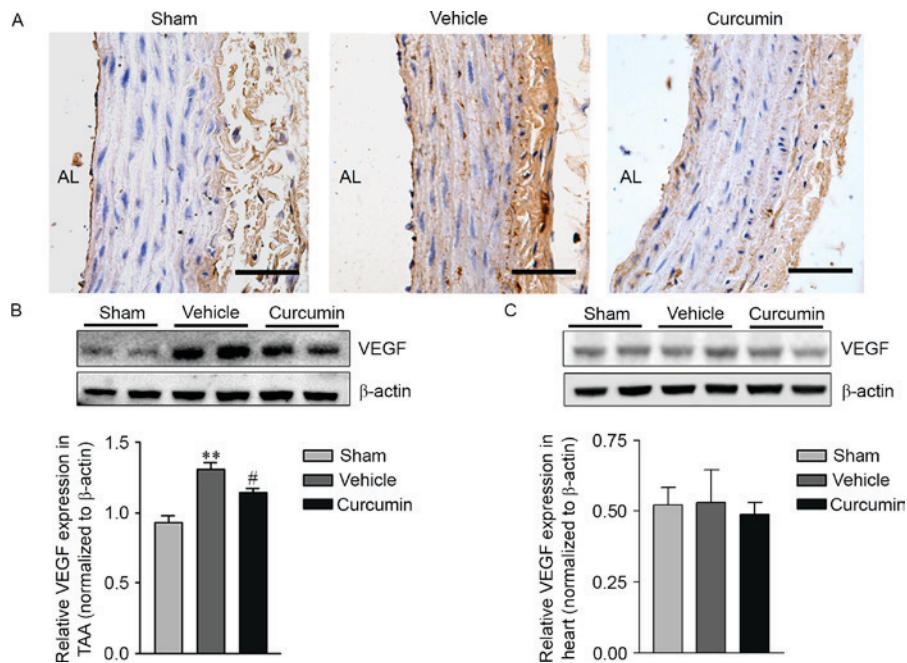 A
Sham
Vehicle
Curcumin
AL
AL
AL
B
Sham
Vehicle
Curcumin
VEGF
β-actin
Relative VEGF expression in
TAA (normalized to β-actin)
1.5
1.0
0.5
0.0
**
#
Sham
Vehicle
Curcumin
C
Sham
Vehicle
Curcumin
VEGF
β-actin
Relative VEGF expression in
heart (normalized to β-actin)
0.75
0.50
0.25
0.00
Sham
Vehicle
Curcumin